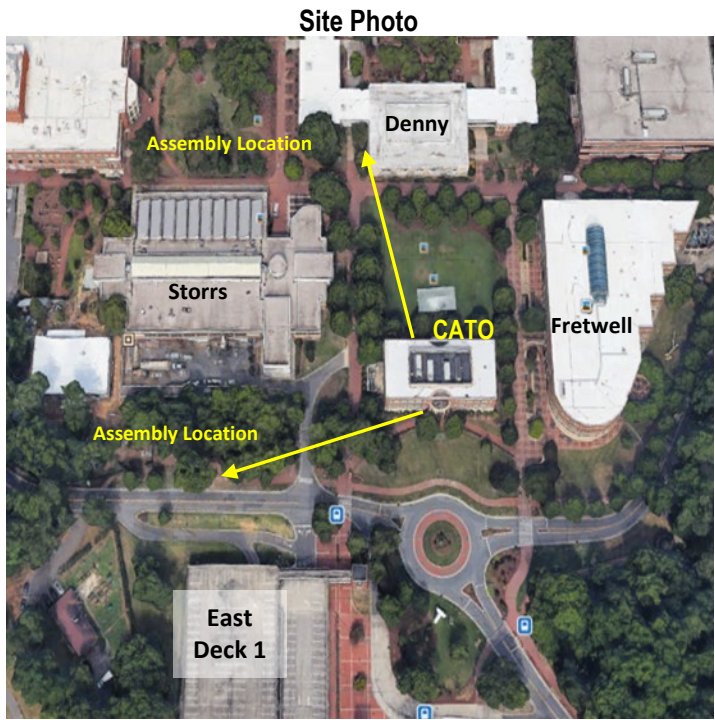 Site Photo
Denny
Assembly Location
Storrs
CATO
Fretwell
Assembly Location
East
Deck 1